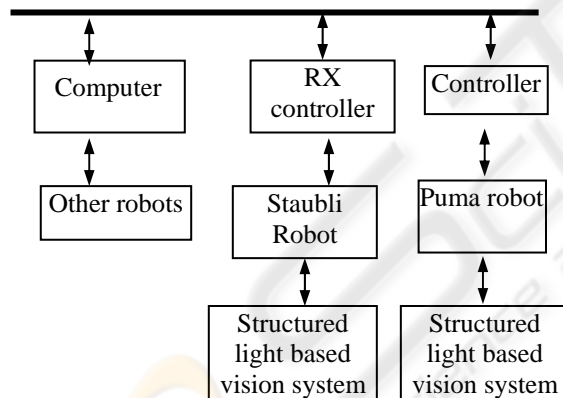 Computer
RX
controller
Controller
Other robots
Staubli
Robot
Puma robot
Structured
light based
vision system
Structured
light based
vision system